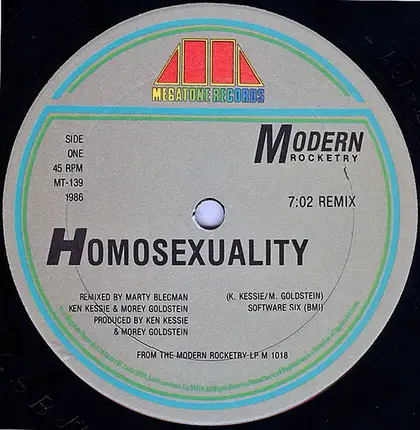 MEGATONE RECORDS
SIDE
ONE
45 RPM
MT-139
1986
MODERN
ROCKETRY
7:02 REMIX
HOMOSEXUALITY
REMIXED BY MARTY BLECMAN
KEN KESSIE & MOREY GOLDSTEIN
PRODUCED BY KEN KESSIE
& MOREY GOLDSTEIN
(K. KESSIE/M. GOLDSTEIN)
SOFTWARE SIX (BMI)
FROM THE MODERN ROCKETRY LP M 1018